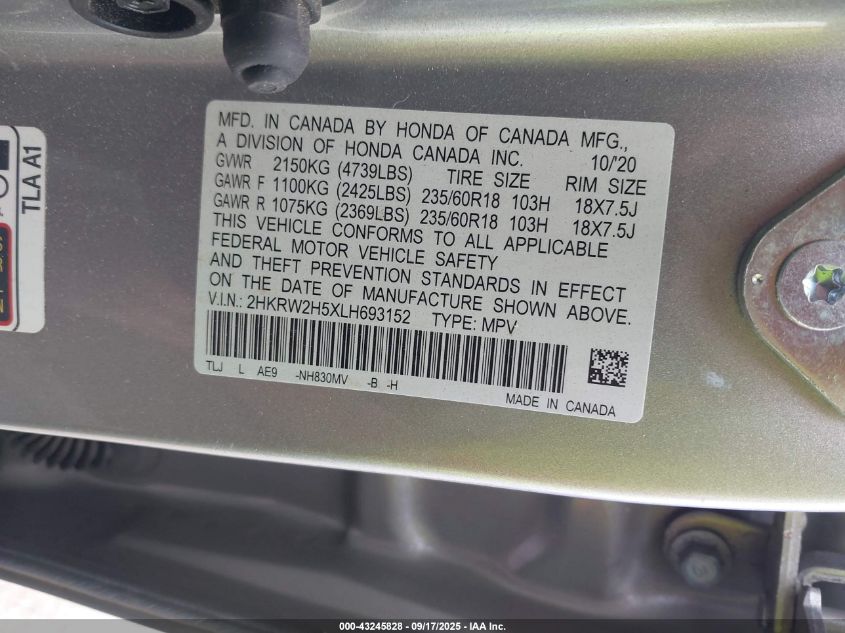 MFD. IN CANADA BY HONDA OF CANADA MFG.,
A DIVISION OF HONDA CANADA INC. 10/'20
GVWR 2150KG (4739LBS) TIRE SIZE RIM SIZE
GAWR F 1100KG (2425LBS) 235/60R18 103H 18X7.5J
GAWR R 1075KG (2369LBS) 235/60R18 103H 18X7.5J
THIS VEHICLE CONFORMS TO ALL APPLICABLE
FEDERAL MOTOR VEHICLE SAFETY
AND THEFT PREVENTION STANDARDS IN EFFECT
ON THE DATE OF MANUFACTURE SHOWN ABOVE.
V.I.N.: 2HKRW2H5XLH693152 TYPE: MPV
TLJ L AE9 -NH830MV -B -H
MADE IN CANADA
TLA A1
000-43245828 - 09/17/2025 - IAA Inc.